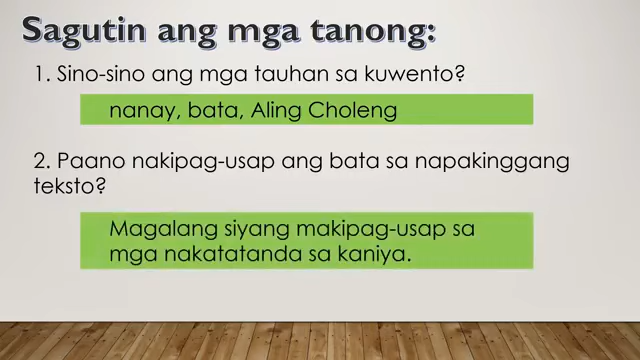 Sagutin ang mga tanong:
1. Sino-sino ang mga tauhan sa kuwento?
nanay, bata, Aling Choleng
2. Paano nakipag-usap ang bata sa napakinggang
teksto?
Magalang siyang makipag-usap sa
mga nakatatanda sa kaniya.